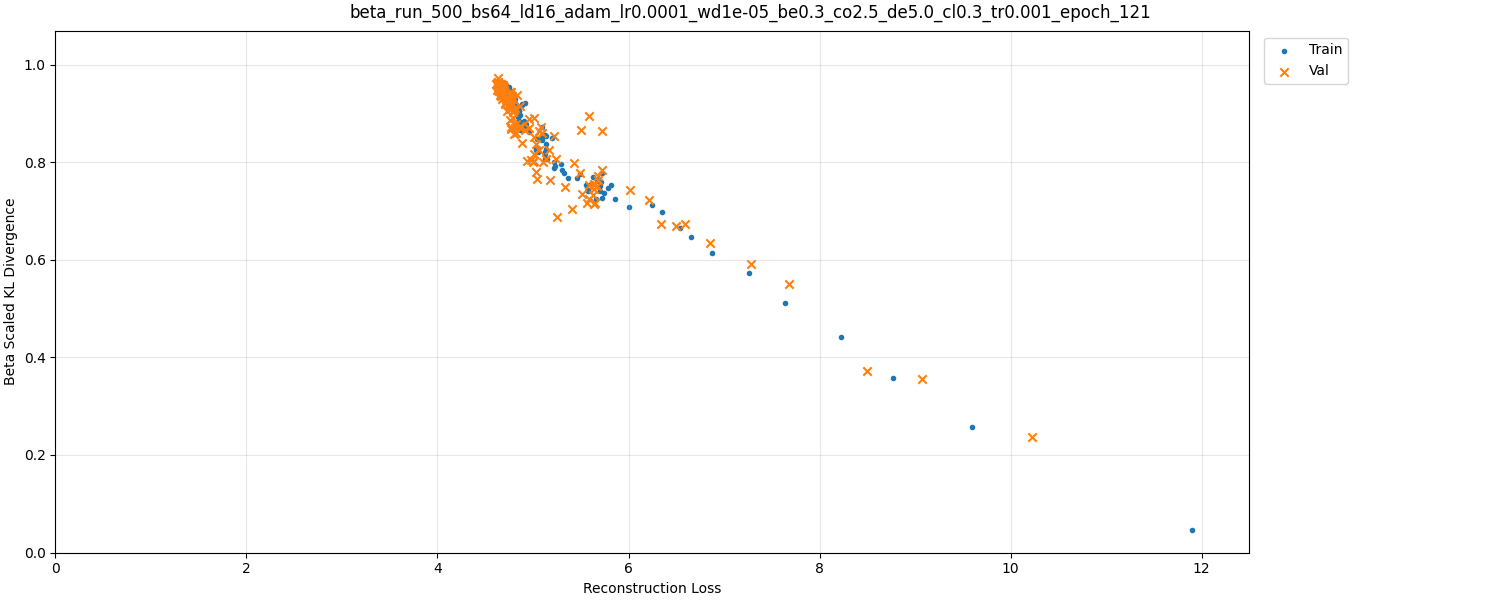 beta_run_500_bs64_ld16_adam_lr0.0001_wd1e-05_be0.3_co2.5_de5.0_cl0.3_tr0.001_epoch_121
Train
Val
1.0
0.8
0.6
0.4
0.2
0.0
Beta Scaled KL Divergence
0 2 4 6 8 10 12
Reconstruction Loss